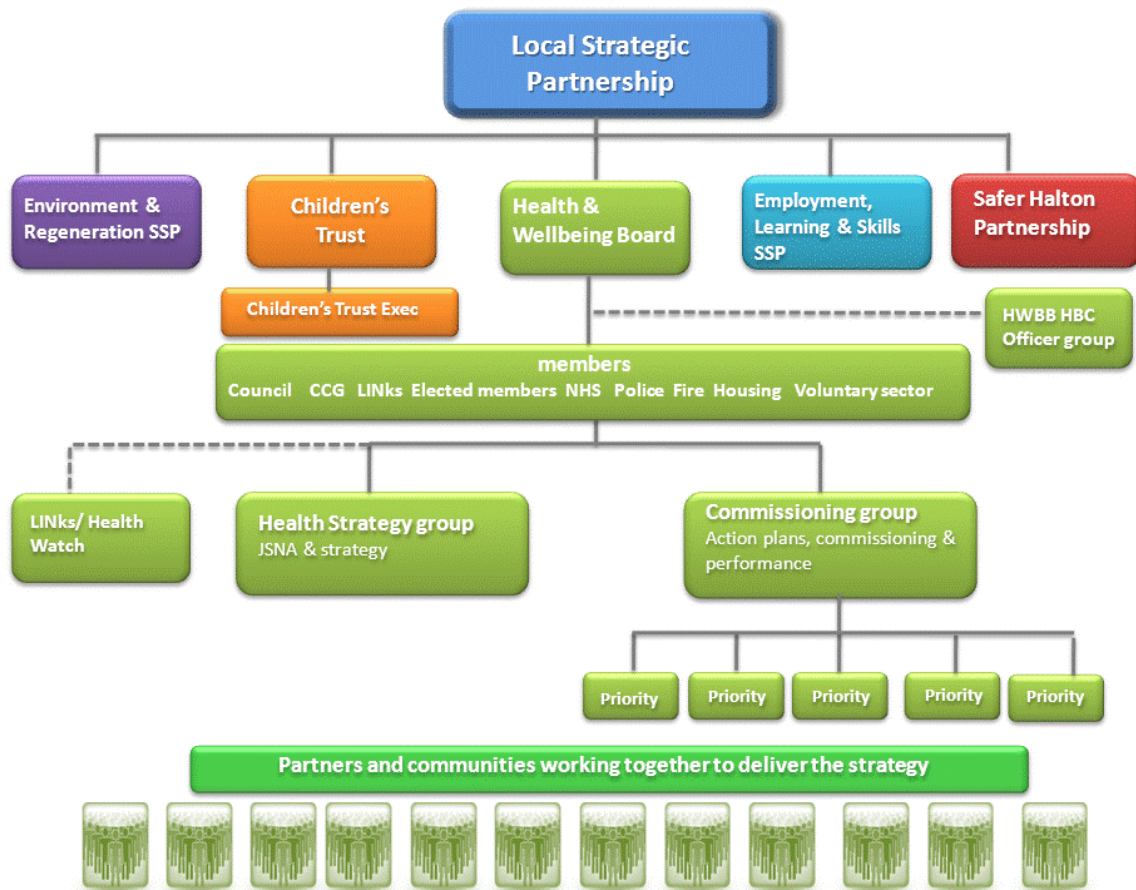 Local Strategic
Partnership
Environment &
Regeneration SSP
Children's
Trust
Health &
Wellbeing Board
Employment,
Learning & Skills
SSP
Safer Halton
Partnership
Children's Trust Exec
HWBB HBC
Officer group
members
Council CCG LINks Elected members NHS Police Fire Housing Voluntary sector
LINks/ Health
Watch
Health Strategy group
JSNA & strategy
Commissioning group
Action plans, commissioning &
performance
Priority
Priority
Priority
Priority
Priority
Partners and communities working together to deliver the strategy